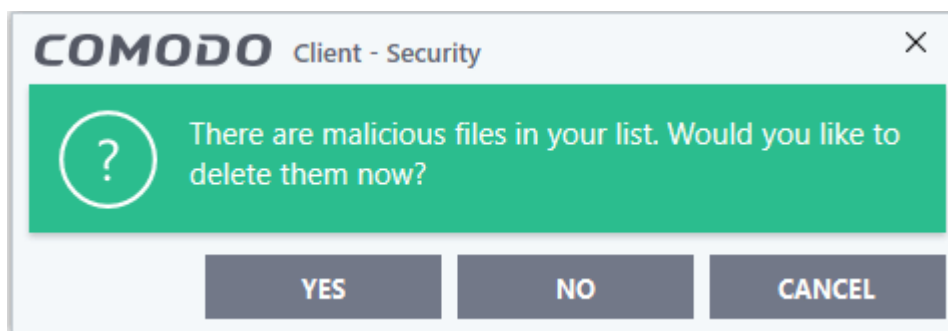 COMODO Client - Security
There are malicious files in your list. Would you like to
delete them now?
YES NO CANCEL